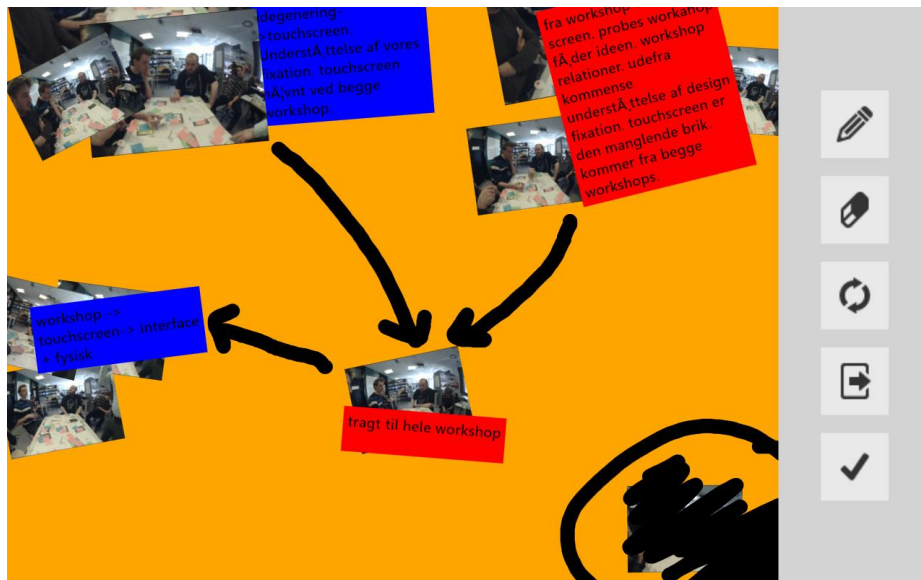 degenering-
touchscreen.
UnderstÃ¸ttelse af vores
fixation. touchscreen
nÃ¦vnt ved begge
workshop.
fra workshop
screen. probes workshop
fÃ¸der ideen. workshop
relationer. udefra
kommense
understÃ¸ttelse af design
fixation. touchscreen er
den manglende brik.
kommer fra begge
workshops.
workshop ->
touchscreen-> interface
> fysisk
tragt til hele workshop